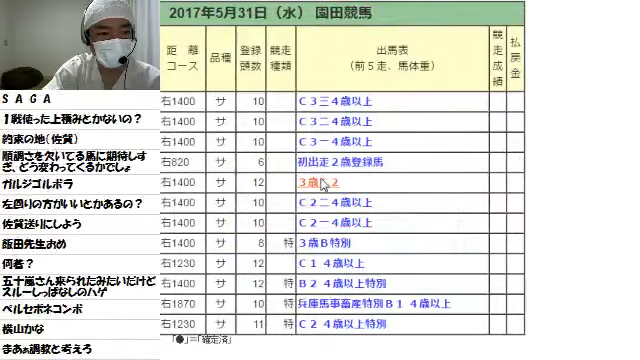 2017年5月31日（水） 園田競馬
距離コース 品種 登録頭数 競走種類 出馬表（前５走、馬体重） 競走成績 払戻金
右1400 サ 10 Ｃ３三４歳以上
右1400 サ 10 Ｃ３二４歳以上
右1400 サ 10 Ｃ３一４歳以上
右820 サ 6 初出走２歳登録馬
右1400 サ 12 ３歳 ２
右1400 サ 10 Ｃ２二４歳以上
右1400 サ 10 Ｃ２一４歳以上
右1400 サ 8 特 ３歳Ｂ特別
右1230 サ 12 Ｃ１４歳以上
右1400 サ 12 特 Ｂ２４歳以上特別
右1870 サ 10 特 兵庫馬事畜産特別Ｂ１４歳以上
右1230 サ 11 特 Ｃ２４歳以上特別
「●」＝「確定済」
ＳＡＧＡ
１戦使った上積みとかないの？
約束の地（佐賀）
順調さを欠いてる馬に期待しす
ぎ、どう変わってくるかでしょ
ガルジゴルボラ
左回りの方がいいとかあるの？
佐賀送りにしよう
飯田先生おめ
何着？
五十嵐さん来られたみたいだけど
スルーしっぱなしのハゲ
ペルセポネコンボ
横山かな
まあぁ調教と考えろ